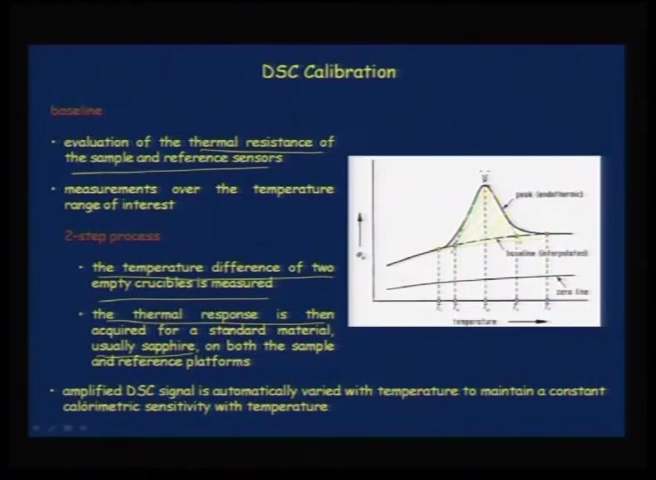 DSC Calibration
baseline
• evaluation of the thermal resistance of
the sample and reference sensors
• measurements over the temperature
range of interest
2-step process
• the temperature difference of two
empty crucibles is measured
• the thermal response is then
acquired for a standard material,
usually sapphire, on both the sample
and reference platforms
• amplified DSC signal is automatically varied with temperature to maintain a constant
calorimetric sensitivity with temperature
peak (endothermic)
baseline (interpolated)
zero line
temperature